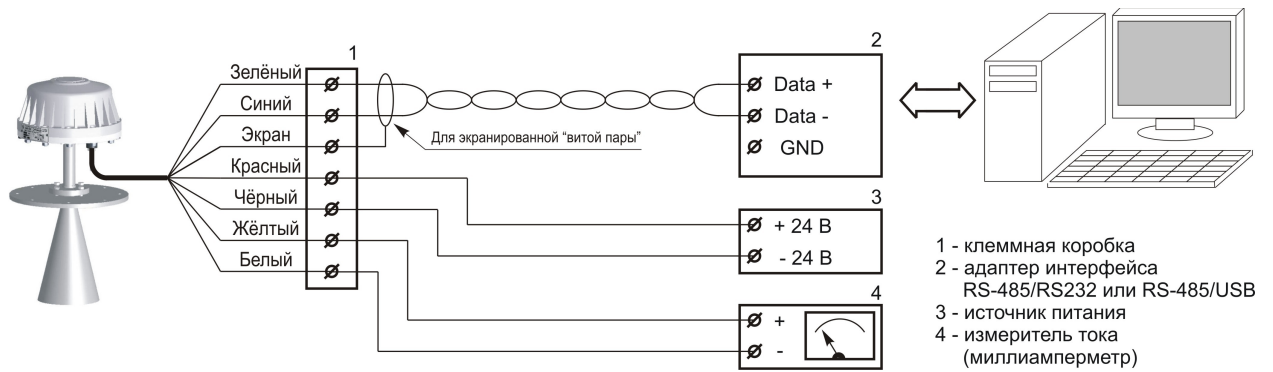 1
Зелёный
Синий
Экран
Красный
Чёрный
Жёлтый
Белый
Для экранированной “витой пары”
2
Data +
Data -
GND
3
+ 24 В
- 24 В
4
+
-
1 - клеммная коробка
2 - адаптер интерфейса
RS-485/RS232 или RS-485/USB
3 - источник питания
4 - измеритель тока
(миллиамперметр)